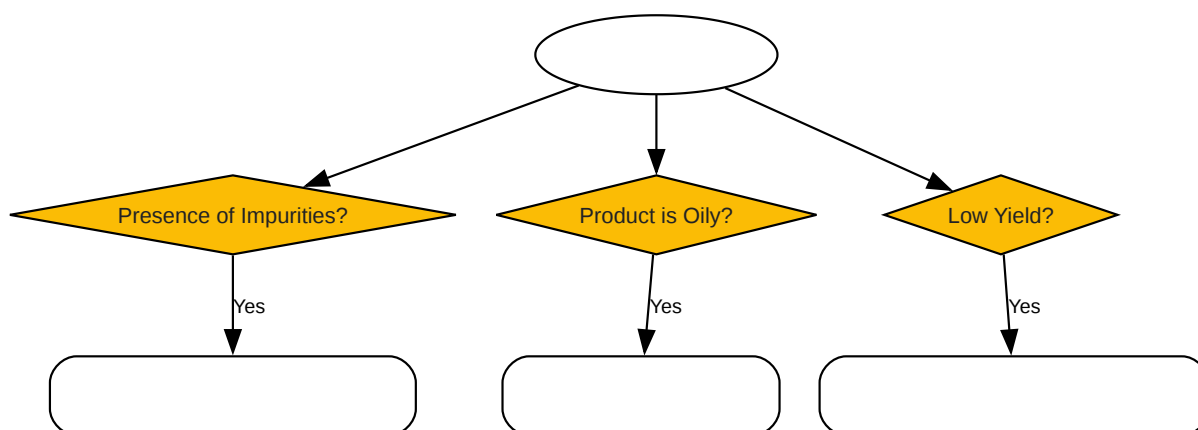 Presence of Impurities?
Product is Oily?
Low Yield?
Yes
Yes
Yes